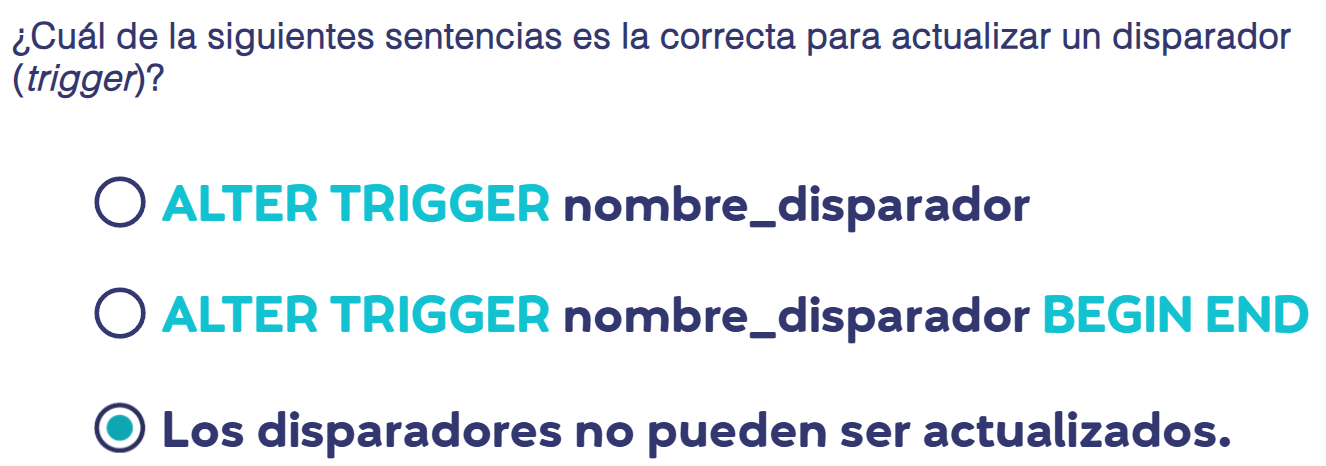 ¿Cuál de la siguientes sentencias es la correcta para actualizar un disparador
(trigger)?
ALTER TRIGGER nombre_disparador
ALTER TRIGGER nombre_disparador BEGIN END
Los disparadores no pueden ser actualizados.